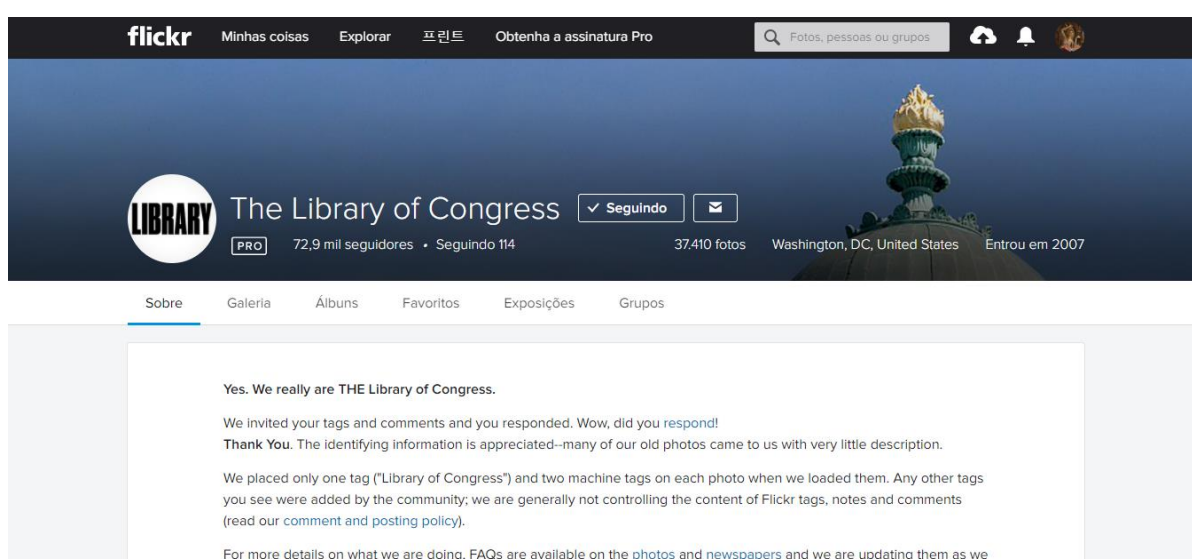 flickr Minhas coisas Explorar 프린트 Obtenha a assinatura Pro Fotos, pessoas ou grupos
LIBRARY
The Library of Congress Seguindo
PRO 72,9 mil seguidores • Seguindo 114 37.410 fotos Washington, DC, United States Entrou em 2007
Sobre Galeria Álbuns Favoritos Exposições Grupos
Yes. We really are THE Library of Congress.
We invited your tags and comments and you responded. Wow, did you respond!
Thank You. The identifying information is appreciated--many of our old photos came to us with very little description.
We placed only one tag ("Library of Congress") and two machine tags on each photo when we loaded them. Any other tags
you see were added by the community; we are generally not controlling the content of Flickr tags, notes and comments
(read our comment and posting policy).
For more details on what we are doing, FAQs are available on the photos and newspapers and we are updating them as we